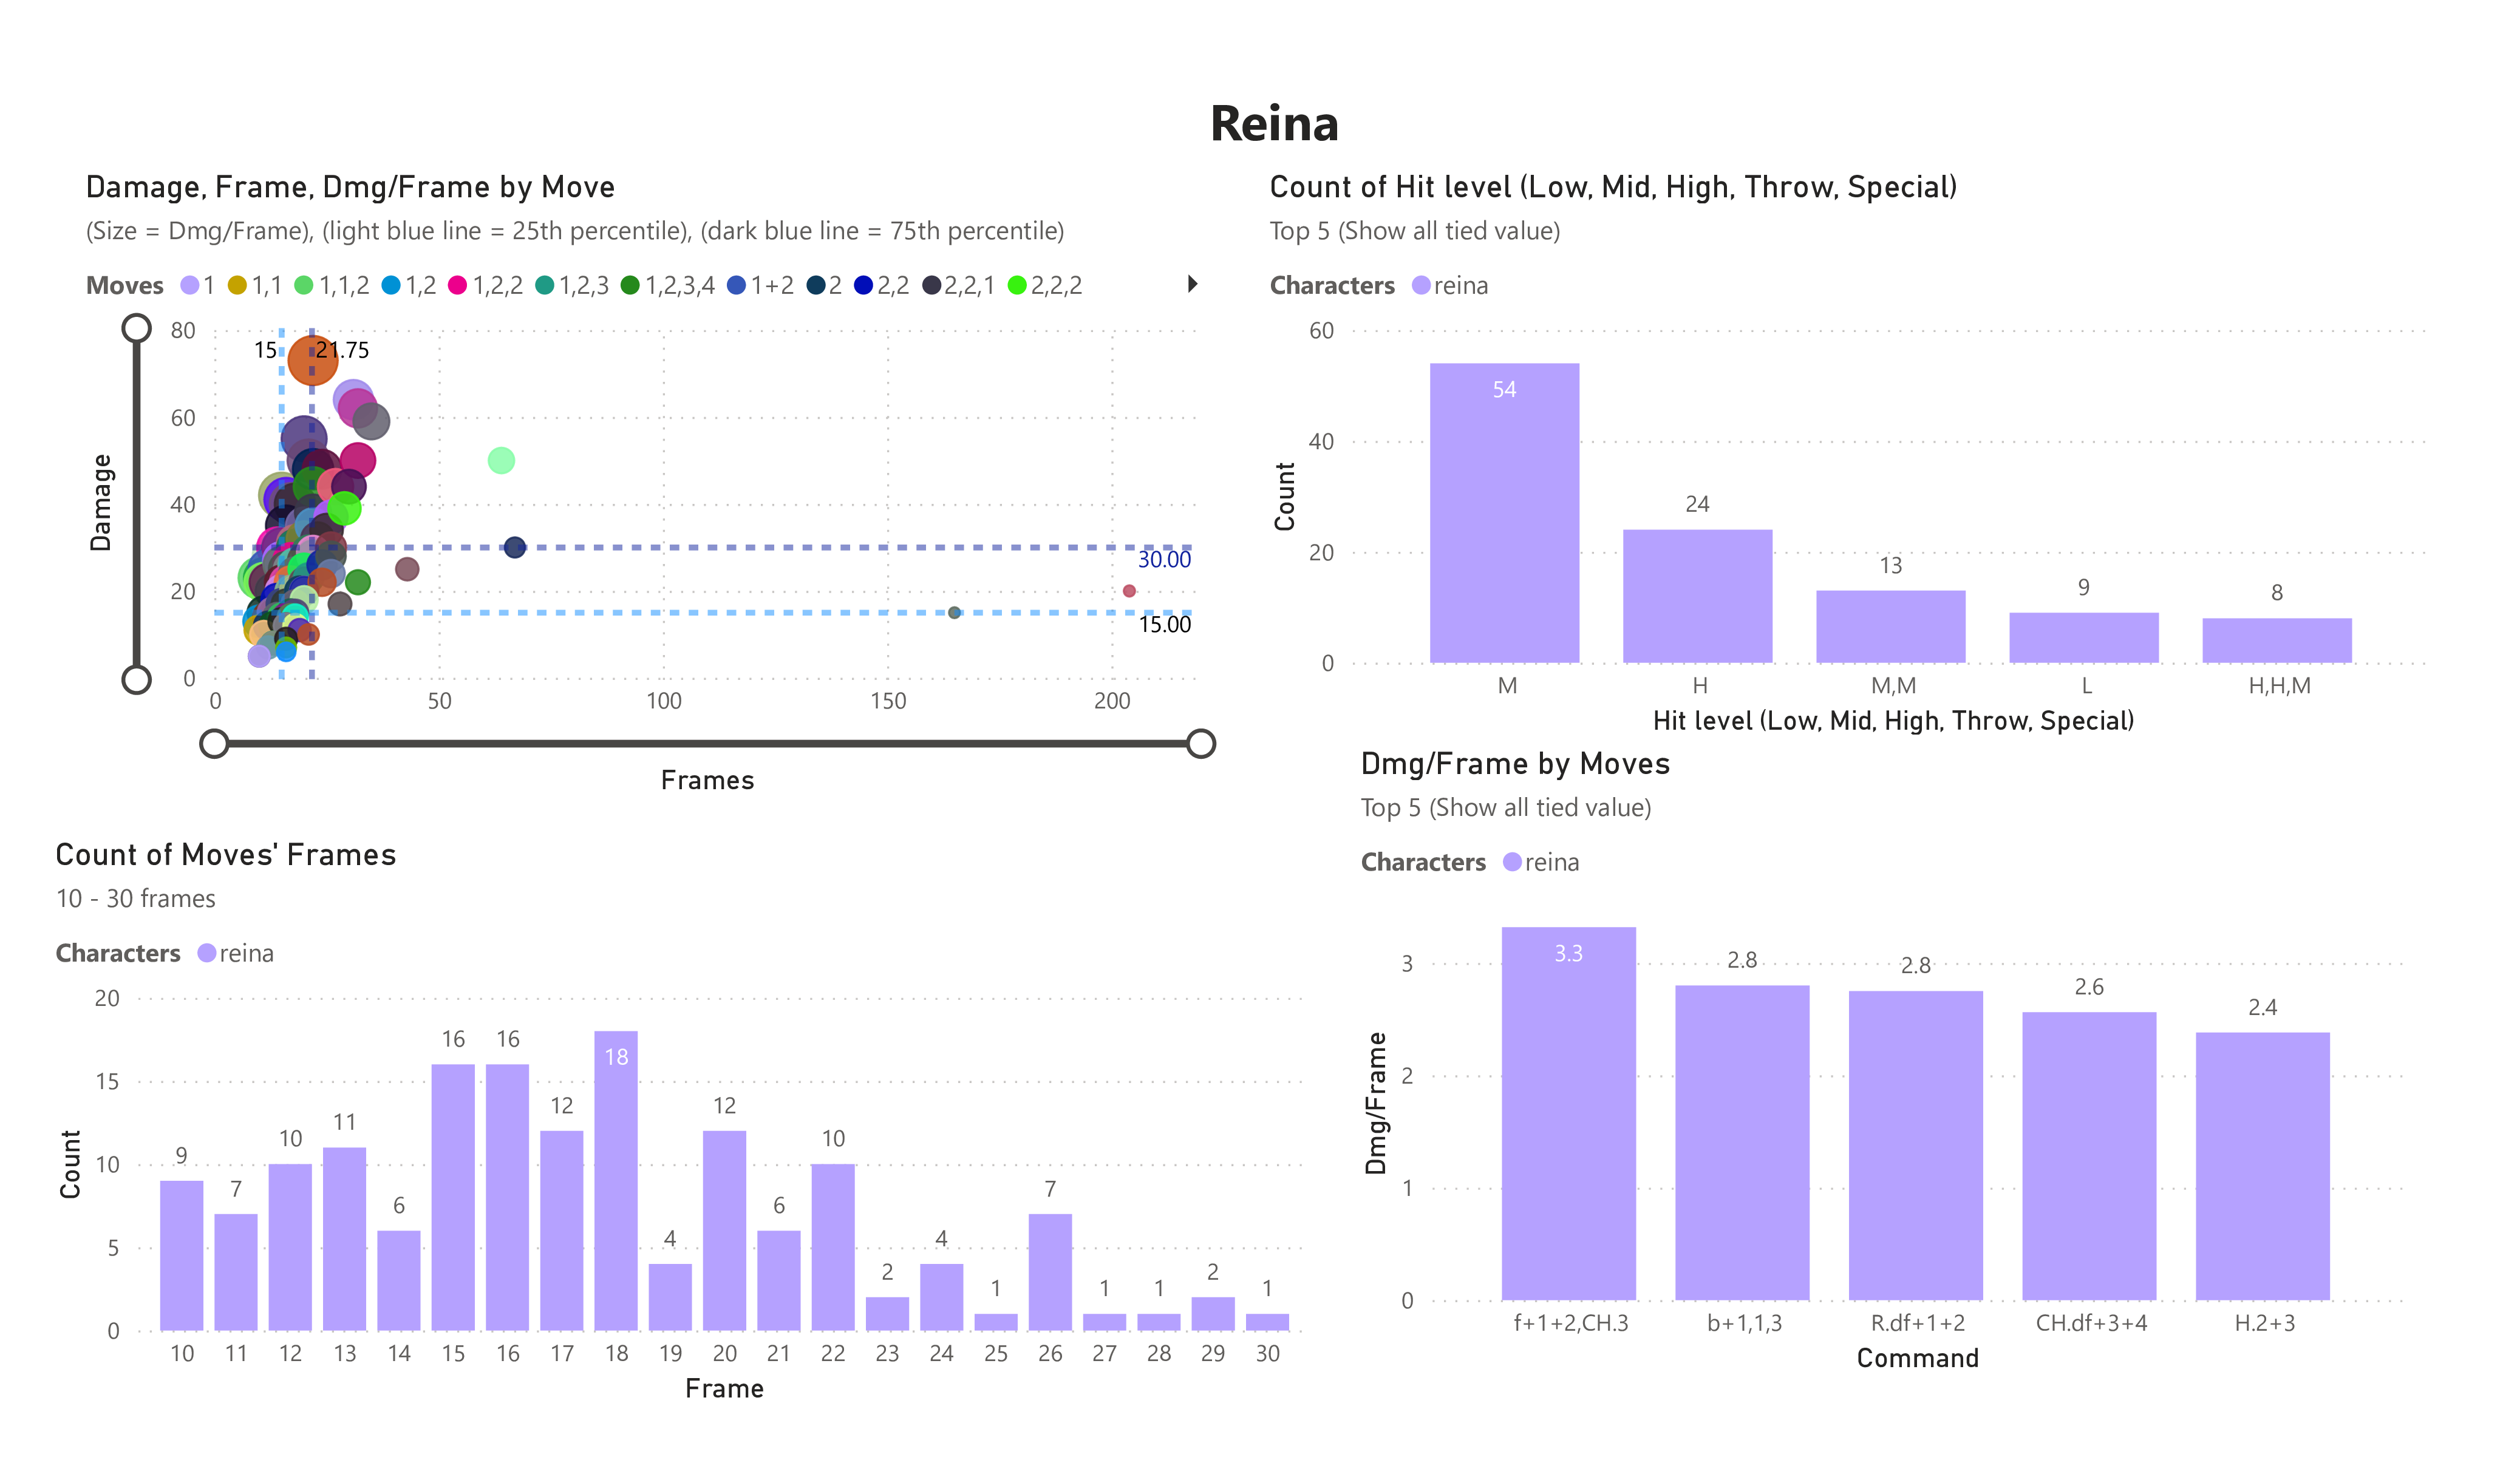 Reina
Damage, Frame, Dmg/Frame by Move
(Size = Dmg/Frame), (light blue line = 25th percentile), (dark blue line = 75th percentile)
Moves 1 1,1 1,1,2 1,2 1,2,2 1,2,3 1,2,3,4 1+2 2 2,2 2,2,1 2,2,2
80
60
40
20
0
Damage
15
21.75
30.00
15.00
0 50 100 150 200
Frames
Count of Hit level (Low, Mid, High, Throw, Special)
Top 5 (Show all tied value)
Characters reina
60
40
20
0
Count
54
24
13
9
8
M H M,M L H,H,M
Hit level (Low, Mid, High, Throw, Special)
Count of Moves' Frames
10 - 30 frames
Characters reina
20
15
10
5
0
Count
9 7 10 11 6 16 16 12 18 4 12 6 10 2 4 1 7 1 1 2 1
10 11 12 13 14 15 16 17 18 19 20 21 22 23 24 25 26 27 28 29 30
Frame
Dmg/Frame by Moves
Top 5 (Show all tied value)
Characters reina
3
2
1
0
Dmg/Frame
3.3 2.8 2.8 2.6 2.4
f+1+2,CH.3 b+1,1,3 R.df+1+2 CH.df+3+4 H.2+3
Command